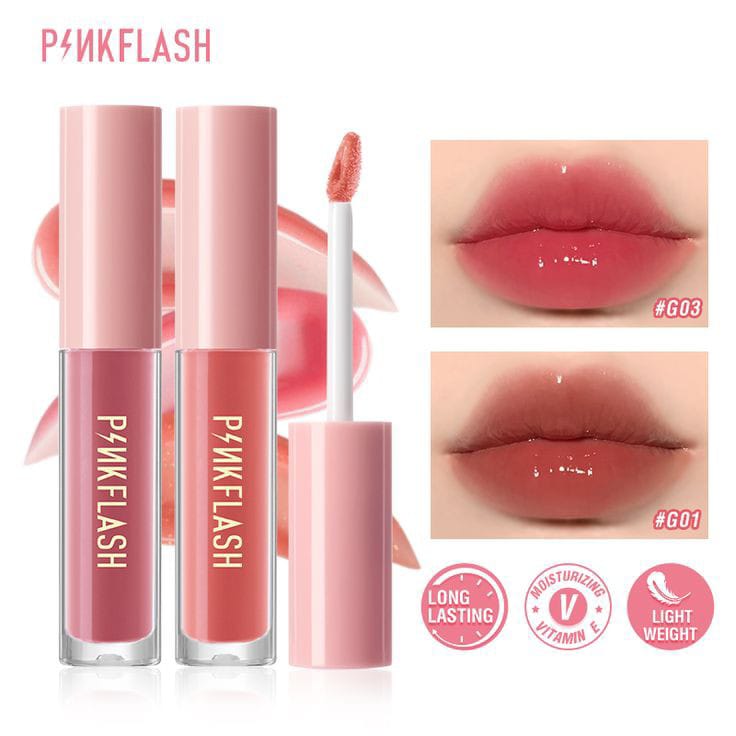 PINKFLASH
PINKFLASH
PINKFLASH
#G03
#G01
LONG
LASTING
MOISTURIZING
V
VITAMIN E
LIGHT
WEIGHT